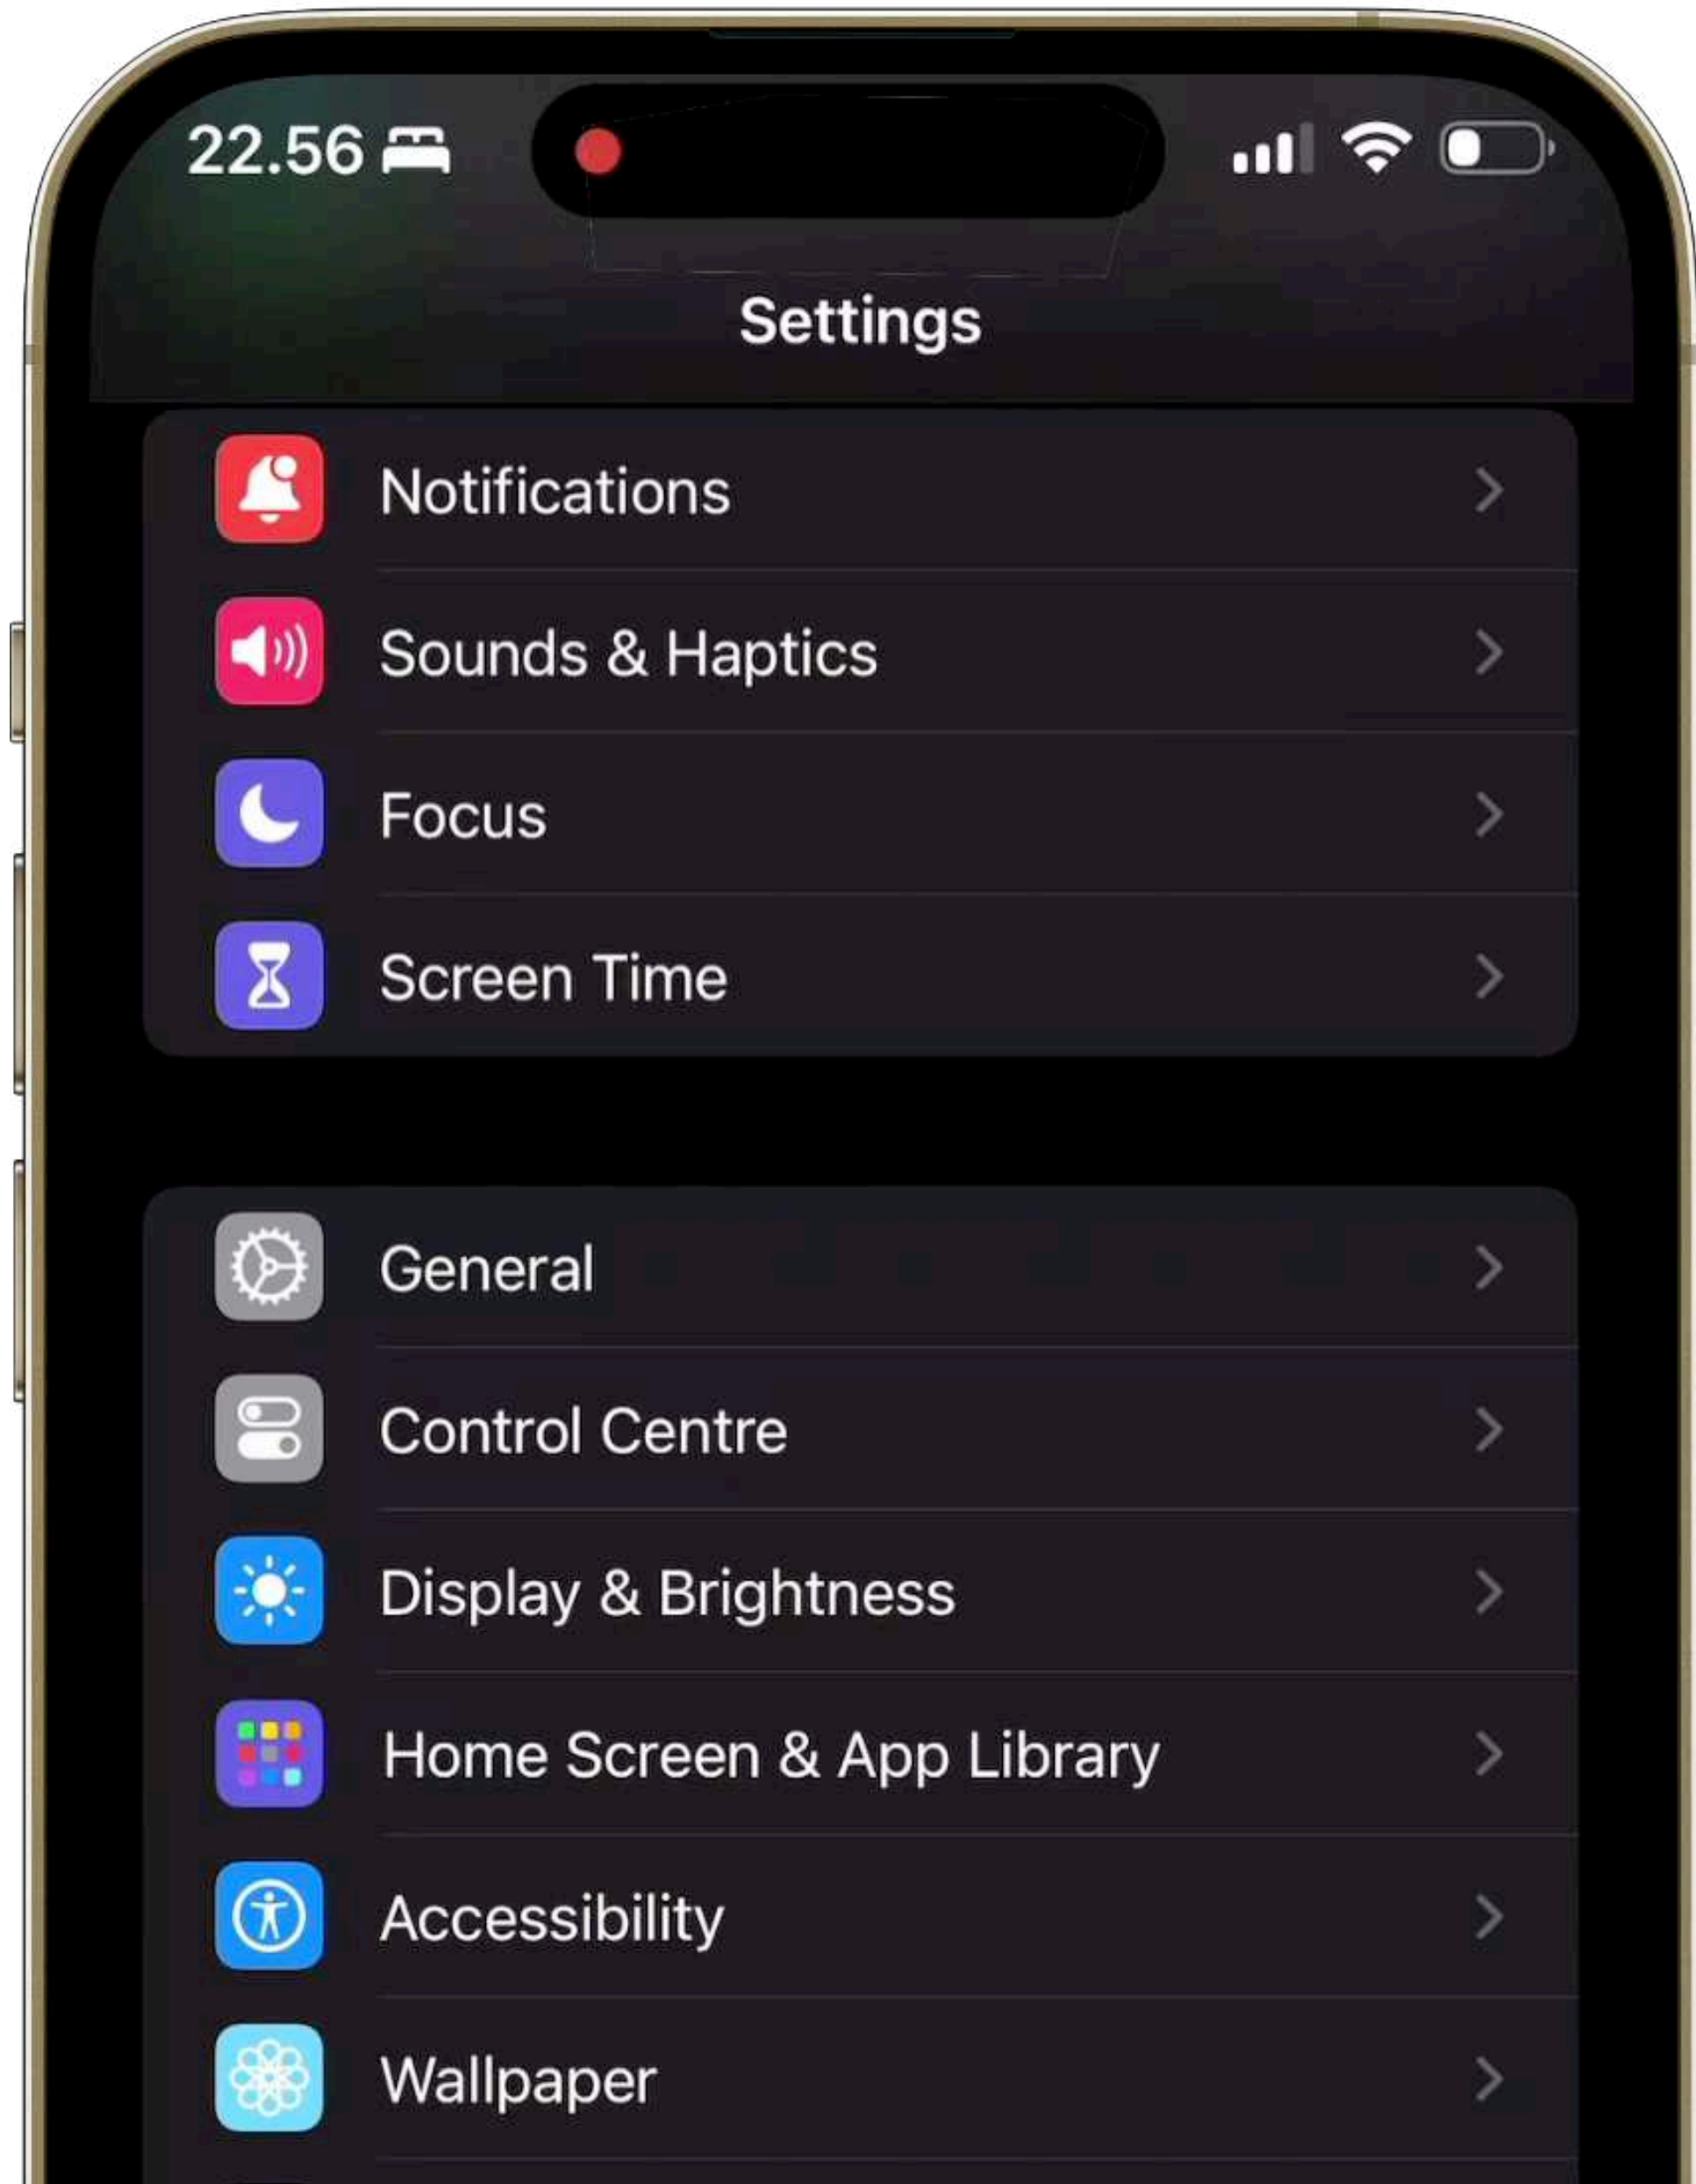 22.56
Settings
Notifications
Sounds & Haptics
Focus
Screen Time
General
Control Centre
Display & Brightness
Home Screen & App Library
Accessibility
Wallpaper